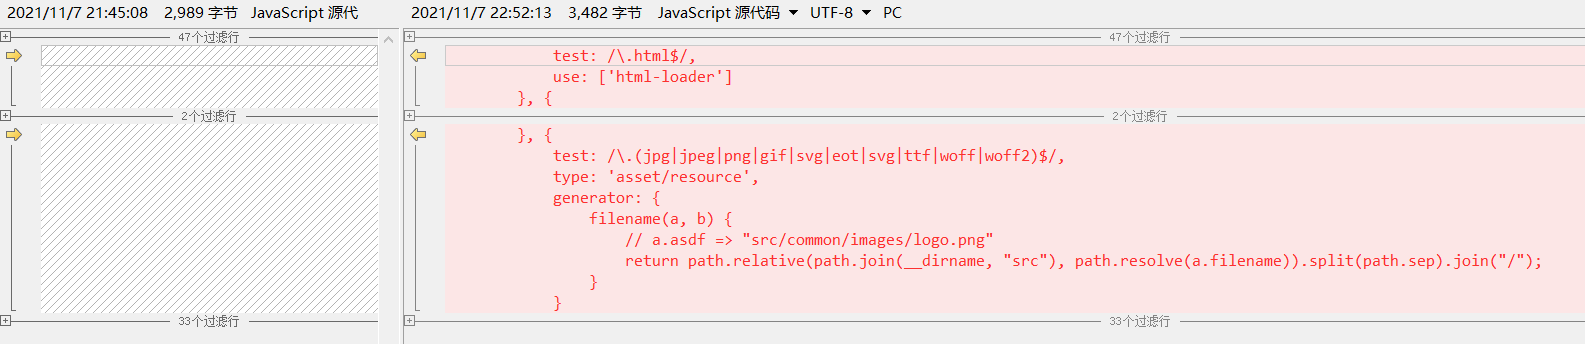 2021/11/7 21:45:08 2,989 字节 JavaScript 源代
2021/11/7 22:52:13 3,482 字节 JavaScript 源代码 UTF-8 PC
47个过滤行
47个过滤行
test: /\.html$/,
use: ['html-loader']
}, {
2个过滤行
2个过滤行
}, {
test: /\.(jpg|jpeg|png|gif|svg|eot|svg|ttf|woff|woff2)$/,
type: 'asset/resource',
generator: {
filename(a, b) {
// a.asdf => "src/common/images/logo.png"
return path.relative(path.join(__dirname, "src"), path.resolve(a.filename)).split(path.sep).join("/");
}
}
33个过滤行
33个过滤行